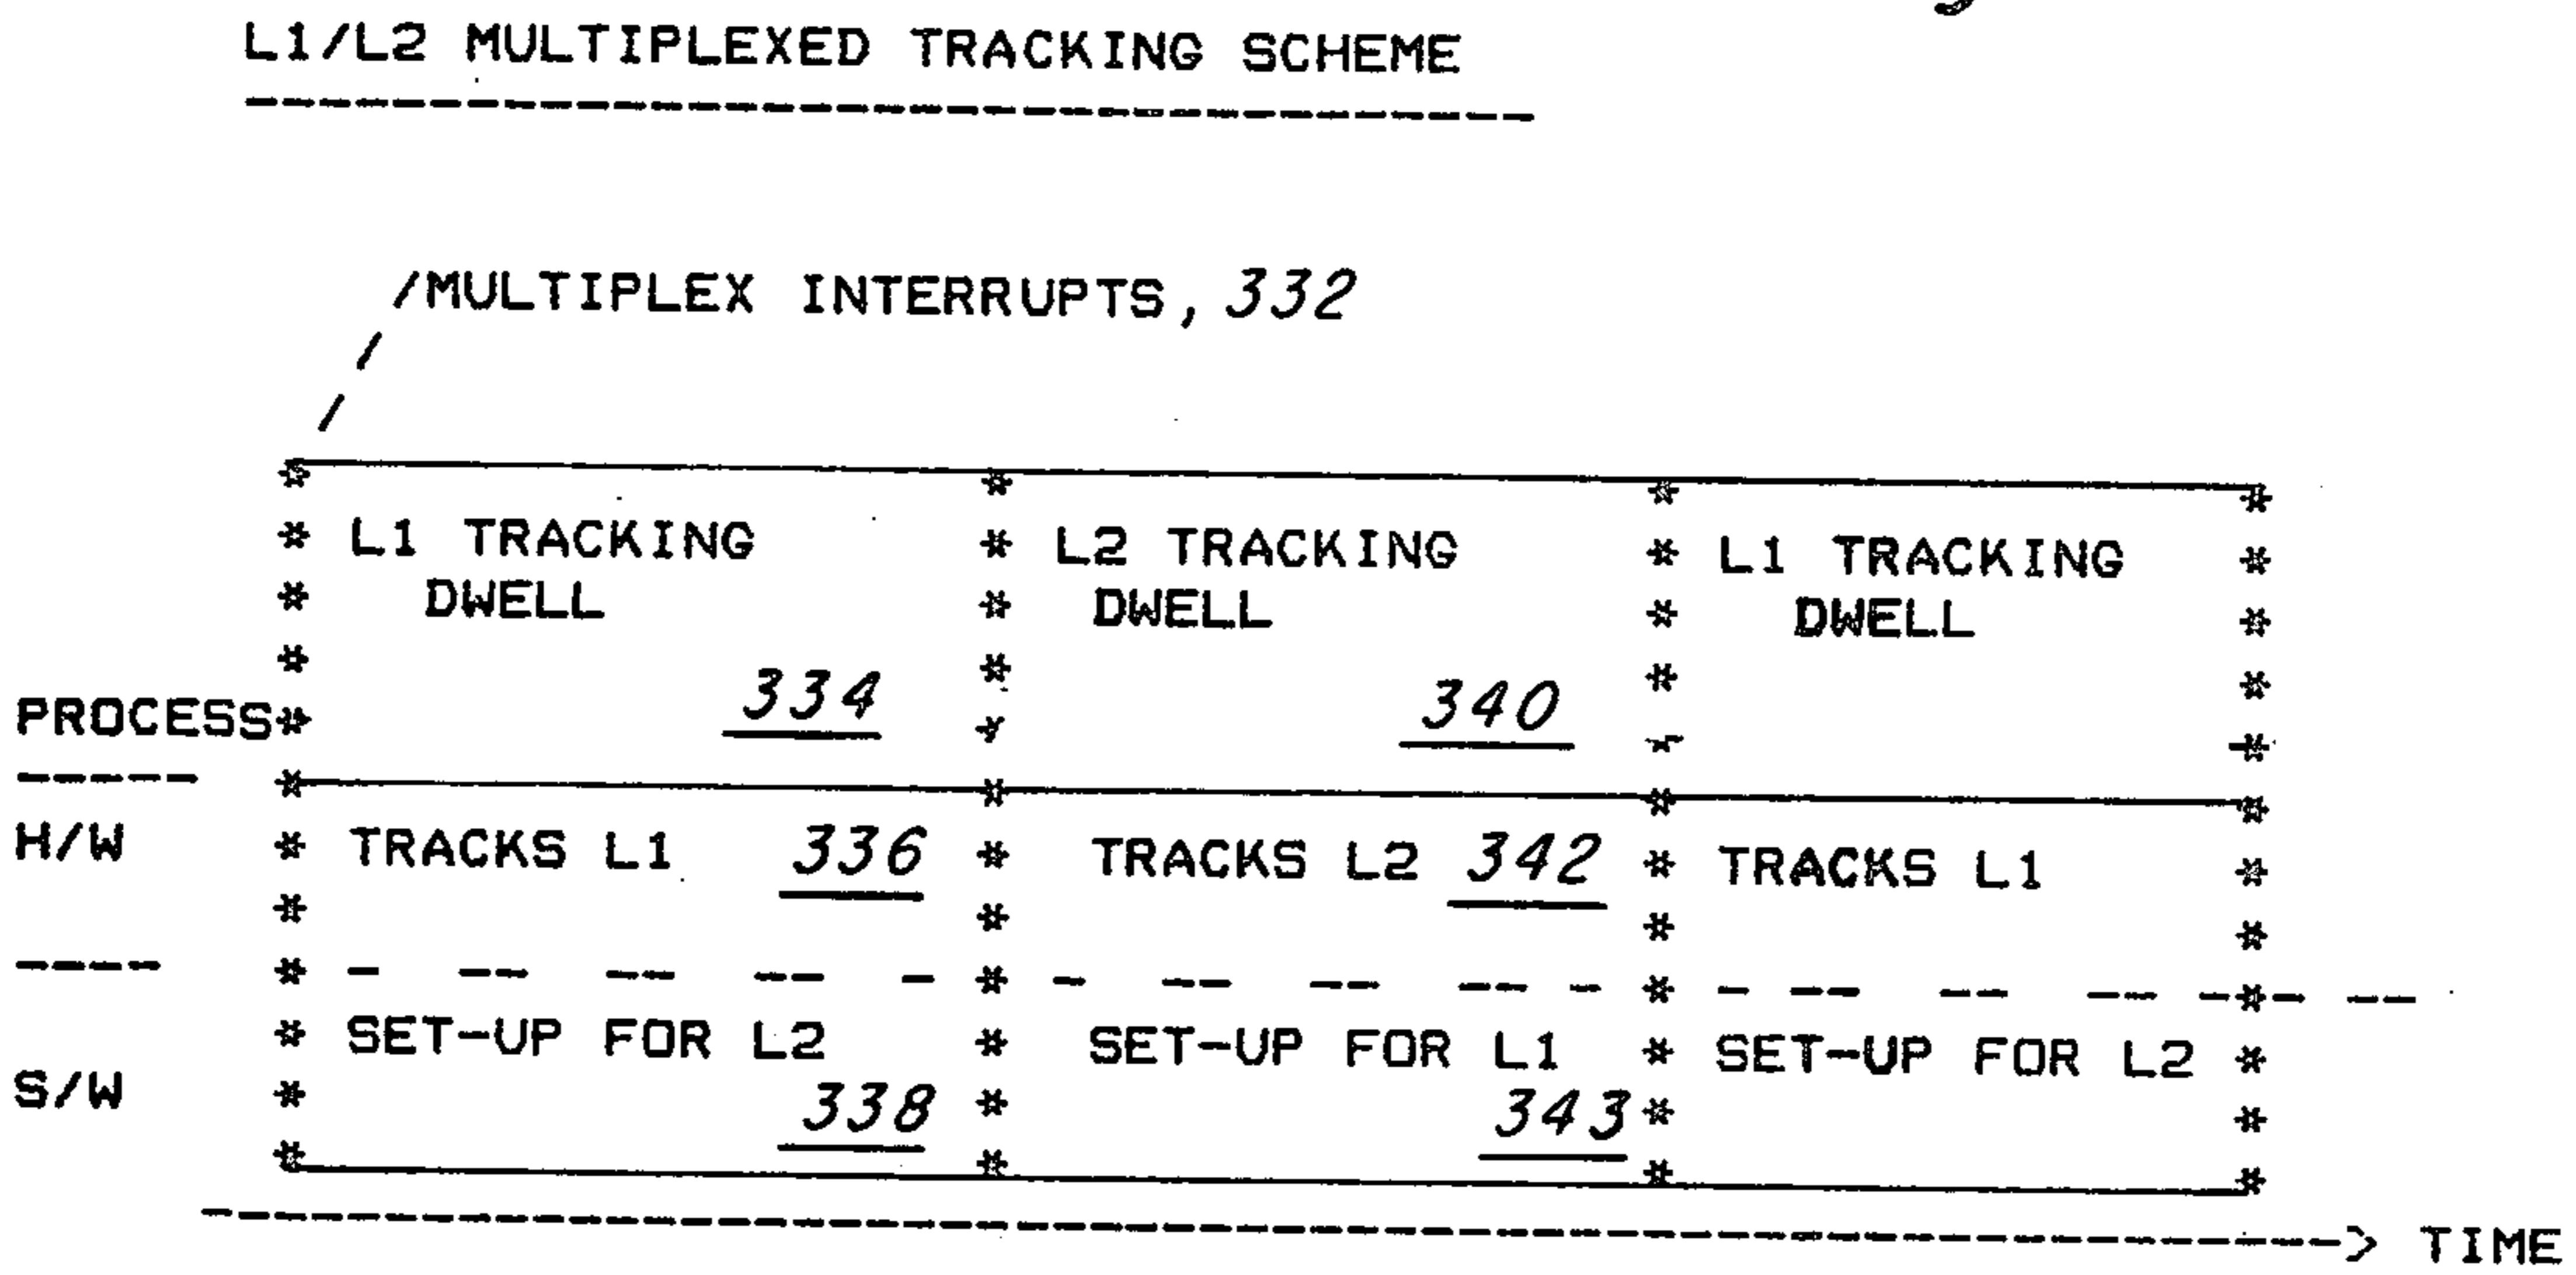 L1/L2 MULTIPLEXED TRACKING SCHEME
/MULTIPLEX INTERRUPTS, 332
L1 TRACKING DWELL 334
L2 TRACKING DWELL 340
L1 TRACKING DWELL
PROCESS
H/W
TRACKS L1 336
TRACKS L2 342
TRACKS L1
S/W
SET-UP FOR L2 338
SET-UP FOR L1 343
SET-UP FOR L2
TIME